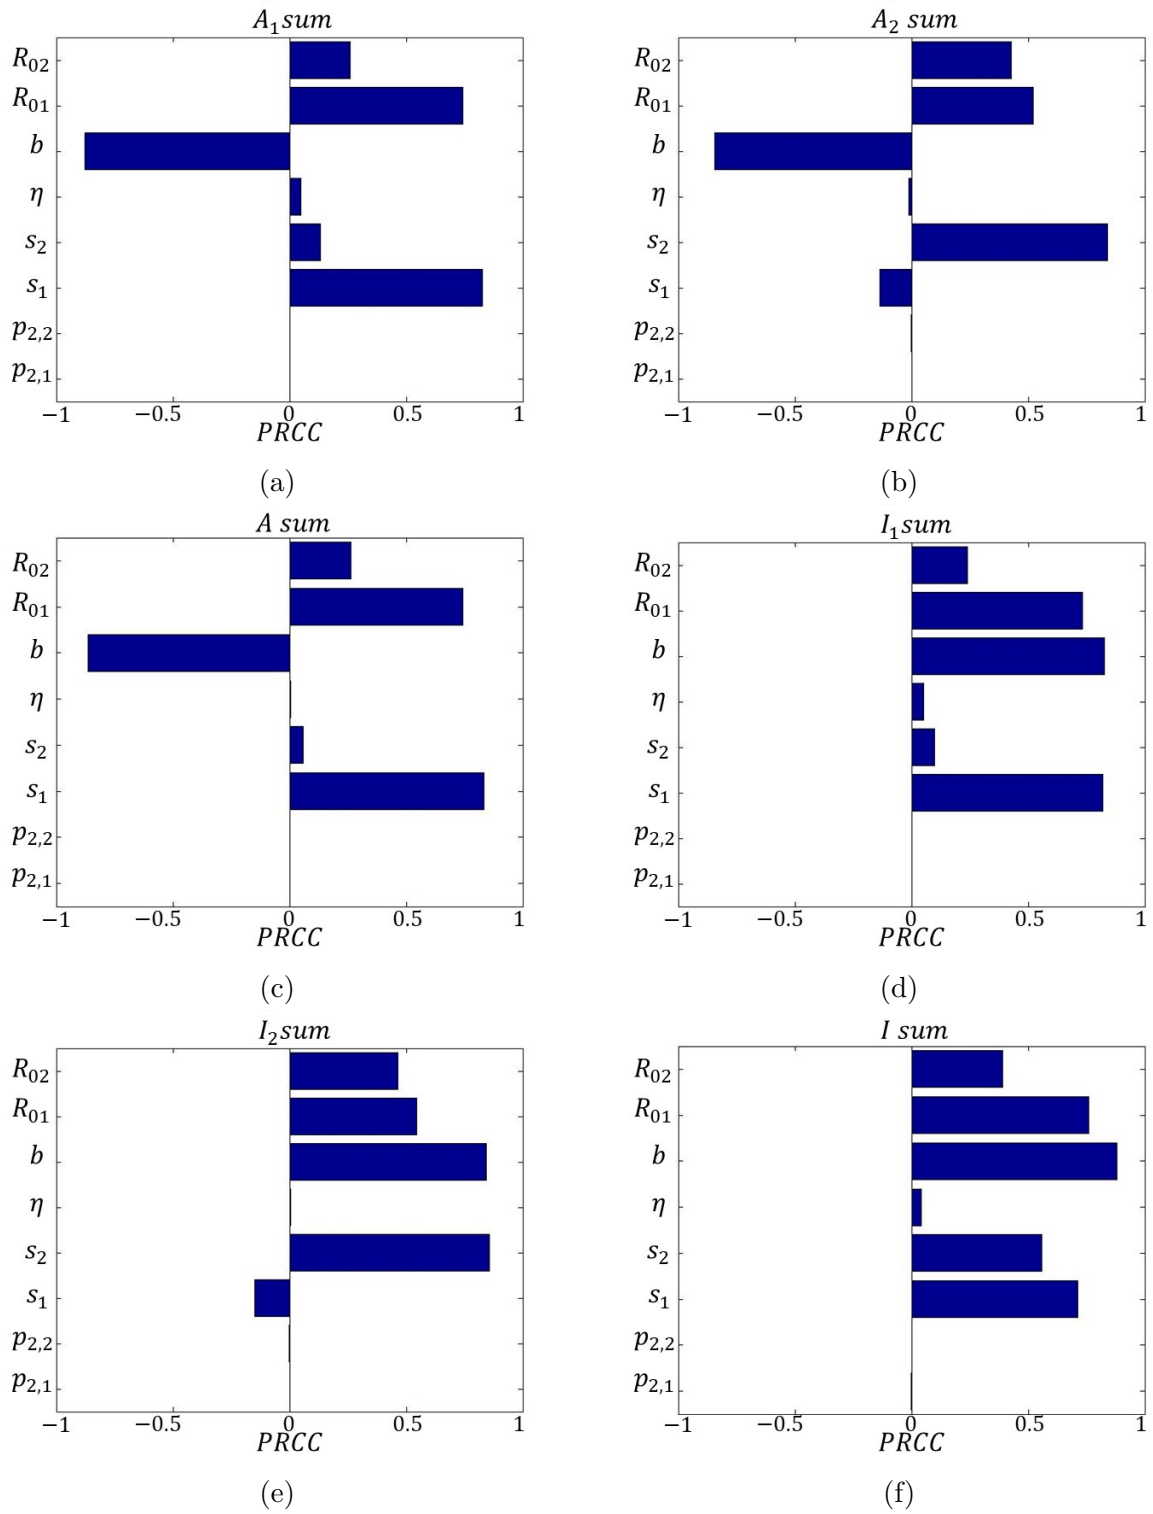 A₁sum
R₀₂
R₀₁
b
η
s₂
s₁
p₂,₂
p₂,₁
−1 −0.5 0 0.5 1
PRCC
(a)
A₂ sum
R₀₂
R₀₁
b
η
s₂
s₁
p₂,₂
p₂,₁
−1 −0.5 0 0.5 1
PRCC
(b)
A sum
R₀₂
R₀₁
b
η
s₂
s₁
p₂,₂
p₂,₁
−1 −0.5 0 0.5 1
PRCC
(c)
I₁sum
R₀₂
R₀₁
b
η
s₂
s₁
p₂,₂
p₂,₁
−1 −0.5 0 0.5 1
PRCC
(d)
I₂sum
R₀₂
R₀₁
b
η
s₂
s₁
p₂,₂
p₂,₁
−1 −0.5 0 0.5 1
PRCC
(e)
I sum
R₀₂
R₀₁
b
η
s₂
s₁
p₂,₂
p₂,₁
−1 −0.5 0 0.5 1
PRCC
(f)